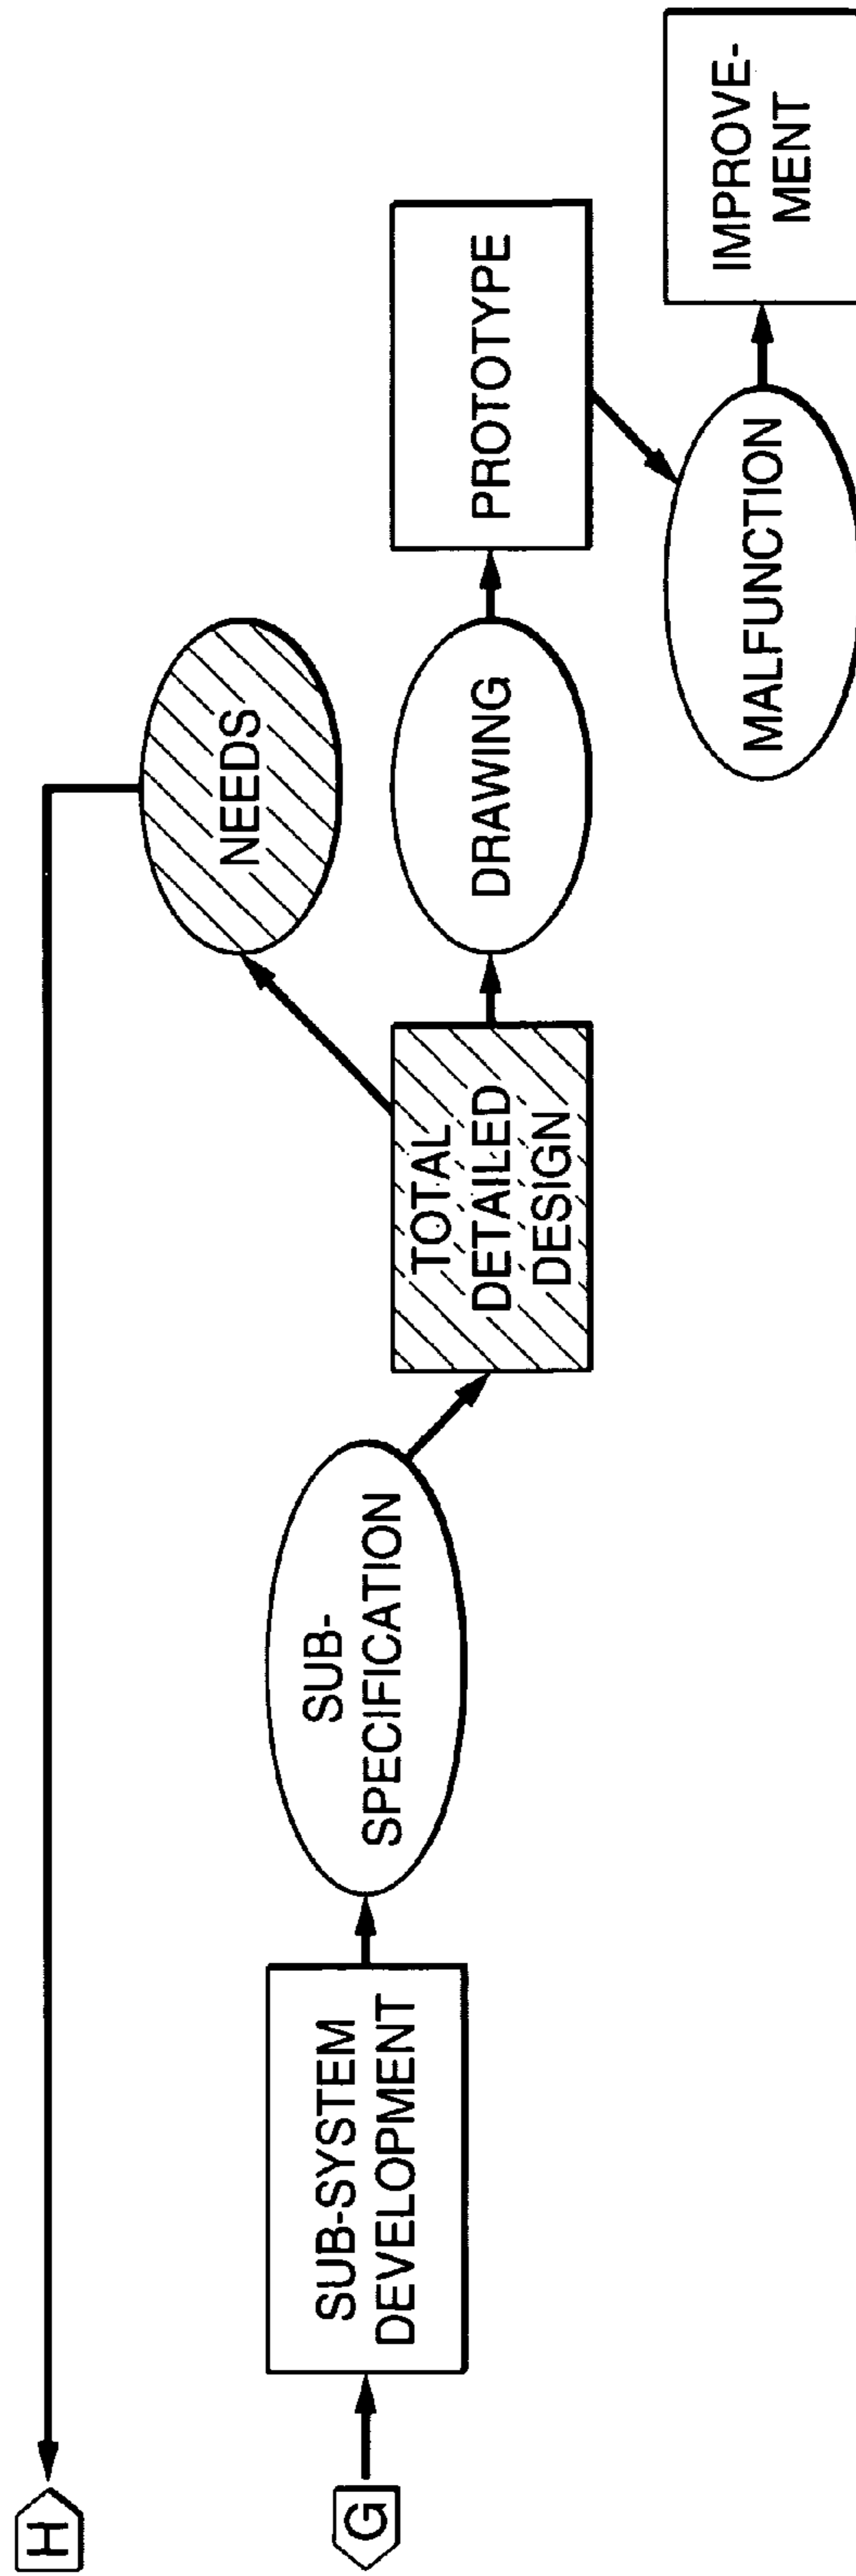 H
G
SUB-SYSTEM
DEVELOPMENT
SUB-
SPECIFICATION
TOTAL
DETAILED
DESIGN
NEEDS
DRAWING
PROTOTYPE
MALFUNCTION
IMPROVE-
MENT